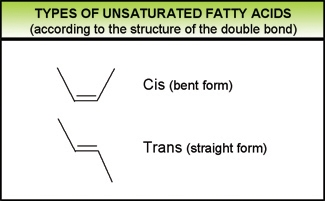 TYPES OF UNSATURATED FATTY ACIDS
(according to the structure of the double bond)
Cis (bent form)
Trans (straight form)